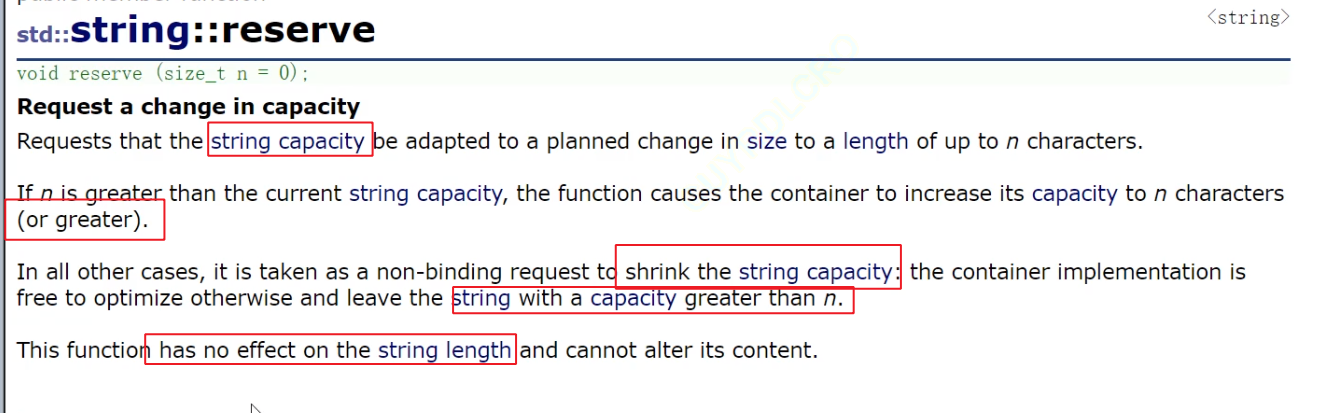 <string>
std::string::reserve
void reserve (size_t n = 0);
Request a change in capacity
Requests that the string capacity be adapted to a planned change in size to a length of up to n characters.
If n is greater than the current string capacity, the function causes the container to increase its capacity to n characters
(or greater).
In all other cases, it is taken as a non-binding request to shrink the string capacity: the container implementation is
free to optimize otherwise and leave the string with a capacity greater than n.
This function has no effect on the string length and cannot alter its content.